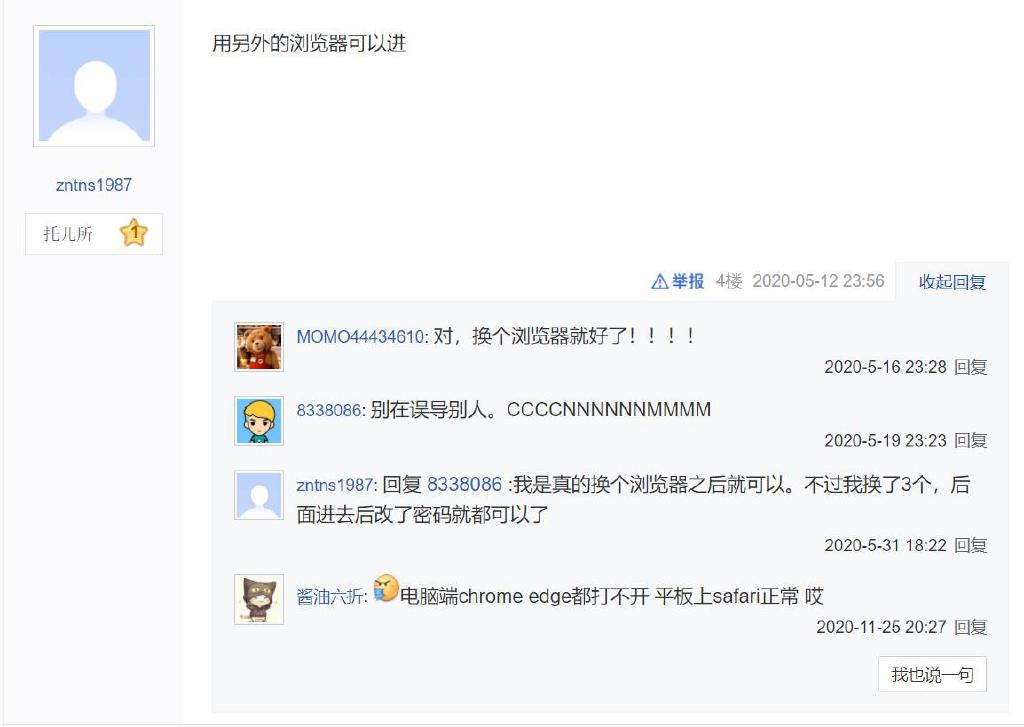 用另外的浏览器可以进
zntns1987
托儿所 1
举报 4楼 2020-05-12 23:56 收起回复
MOMO44434610: 对，换个浏览器就好了！！！！
2020-5-16 23:28 回复
8338086: 别在误导别人。CCCCNNNNNNMMMM
2020-5-19 23:23 回复
zntns1987: 回复 8338086 :我是真的换个浏览器之后就可以。不过我换了3个，后
面进去后改了密码就都可以了
2020-5-31 18:22 回复
酱油六折: 电脑端chrome edge都打不开 平板上safari正常 哎
2020-11-25 20:27 回复
我也说一句